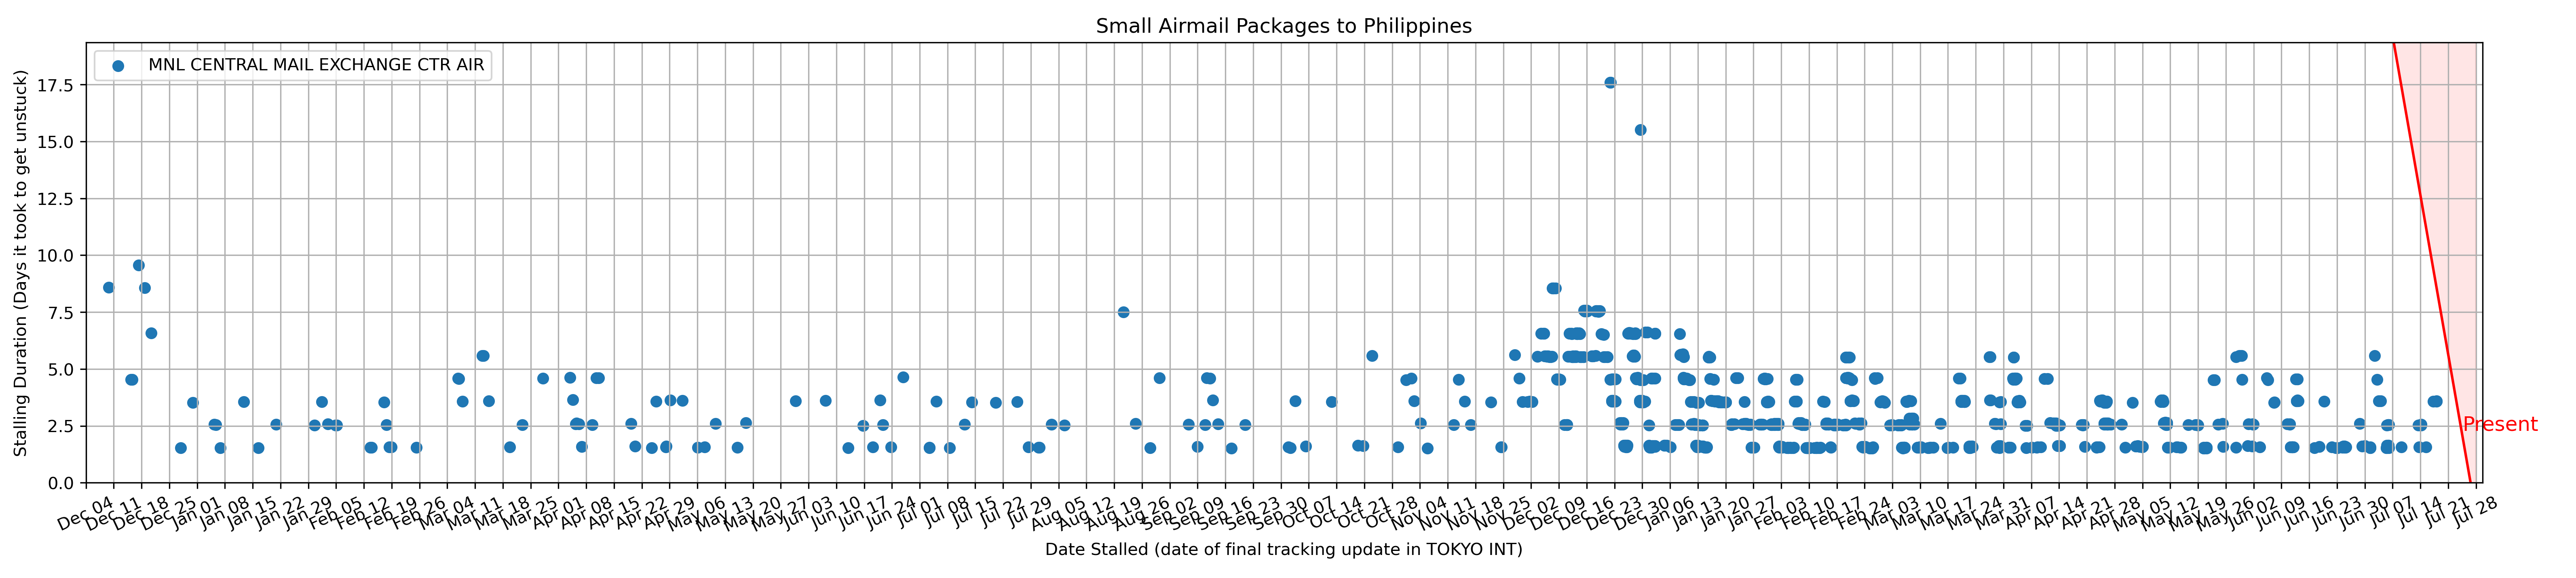 Small Airmail Packages to Philippines
MNL CENTRAL MAIL EXCHANGE CTR AIR
Stalling Duration (Days it took to get unstuck)
17.5
15.0
12.5
10.0
7.5
5.0
2.5
0.0
Present
Dec 04
Dec 11
Dec 18
Dec 25
Jan 01
Jan 08
Jan 15
Jan 22
Jan 29
Feb 05
Feb 12
Feb 19
Feb 26
Mar 04
Mar 11
Mar 18
Mar 25
Apr 01
Apr 08
Apr 15
Apr 22
Apr 29
May 06
May 13
May 20
May 27
Jun 03
Jun 10
Jun 17
Jun 24
Jul 01
Jul 08
Jul 15
Jul 22
Jul 29
Aug 05
Aug 12
Aug 19
Aug 26
Sep 02
Sep 09
Sep 16
Sep 23
Sep 30
Oct 07
Oct 14
Oct 21
Oct 28
Nov 04
Nov 11
Nov 18
Nov 25
Dec 02
Dec 09
Dec 16
Dec 23
Dec 30
Jan 06
Jan 13
Jan 20
Jan 27
Feb 03
Feb 10
Feb 17
Feb 24
Mar 03
Mar 10
Mar 17
Mar 24
Mar 31
Apr 07
Apr 14
Apr 21
Apr 28
May 05
May 12
May 19
May 26
Jun 02
Jun 09
Jun 16
Jun 23
Jun 30
Jul 07
Jul 14
Jul 21
Jul 28
Date Stalled (date of final tracking update in TOKYO INT)